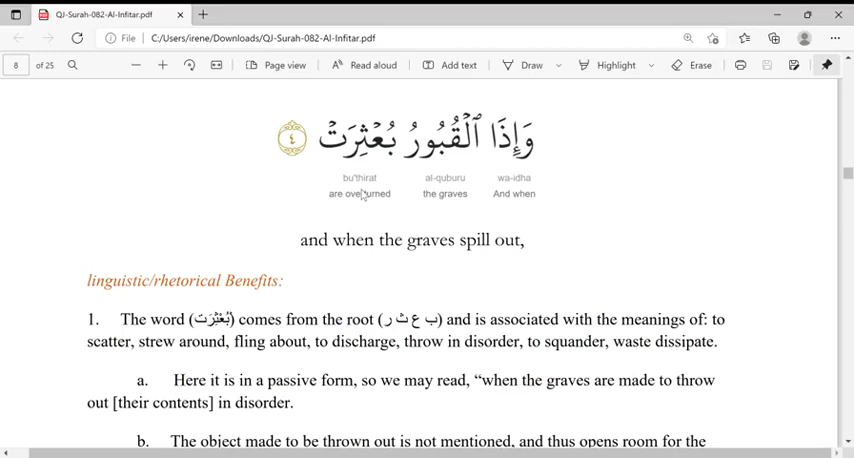 QJ-Surah-082-Al-Infitar.pdf
File C:/Users/irene/Downloads/QJ-Surah-082-Al-Infitar.pdf
8 of 25 Page view Read aloud Add text Draw Highlight Erase
وَإِذَا ٱلْقُبُورُ بُعْثِرَتْ ٤
bu'thirat al-quburu wa-idha
are overturned the graves And when
and when the graves spill out,
linguistic/rhetorical Benefits:
1. The word (بُعْثِرَت) comes from the root (ب ع ث ر) and is associated with the meanings of: to
scatter, strew around, fling about, to discharge, throw in disorder, to squander, waste dissipate.
a. Here it is in a passive form, so we may read, “when the graves are made to throw
out [their contents] in disorder.
b. The object made to be thrown out is not mentioned, and thus opens room for the